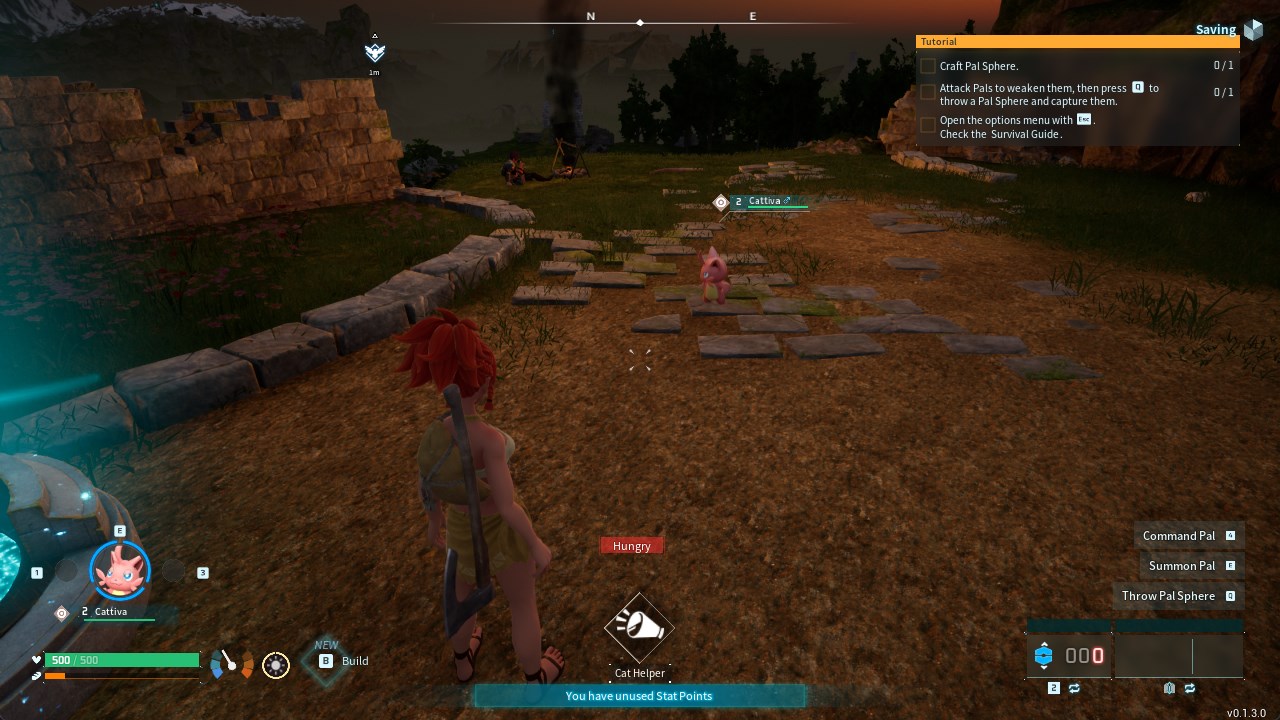 N
E
Saving
Tutorial
1m
Craft Pal Sphere.
0 / 1
Attack Pals to weaken them, then press Q to
throw a Pal Sphere and capture them.
0 / 1
Open the options menu with Esc.
Check the Survival Guide.
2 Cattiva ♂
E
1
3
2 Cattiva
500 / 500
NEW
B Build
Hungry
Cat Helper
You have unused Stat Points
Command Pal 4
Summon Pal E
Throw Pal Sphere Q
000
2
v0.1.3.0